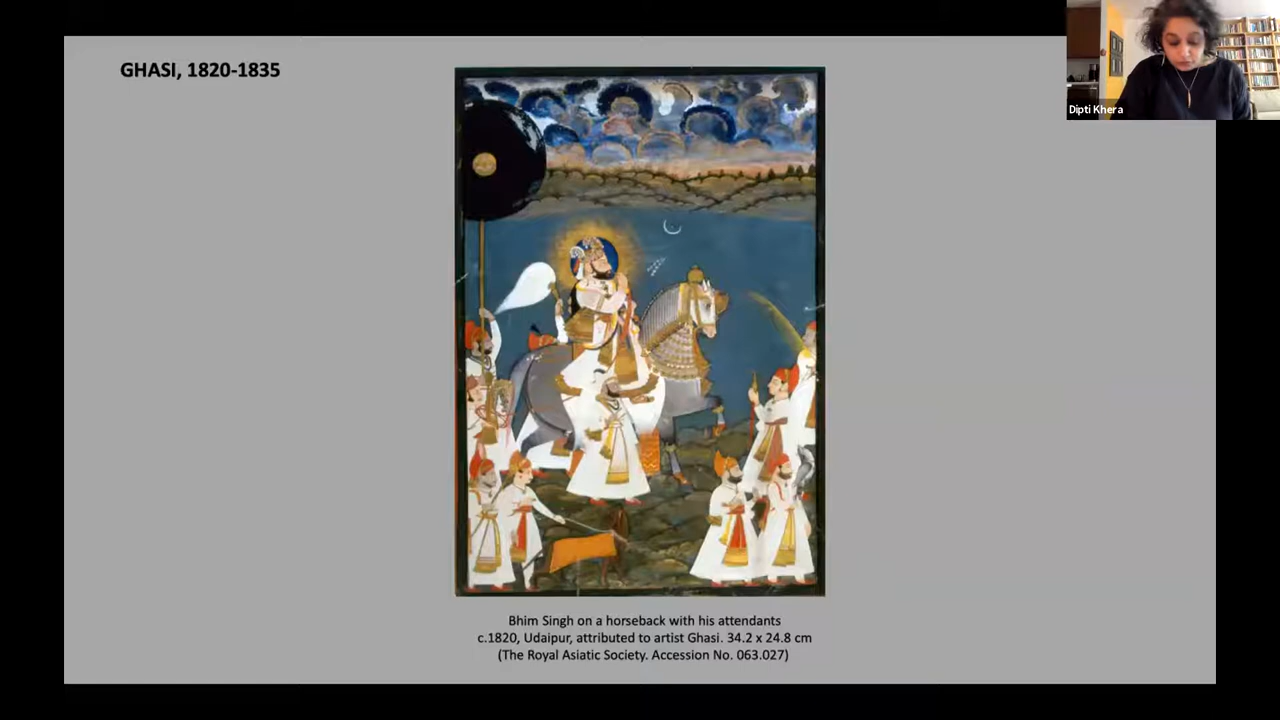 GHASI, 1820-1835
Dipti Khera
Bhim Singh on a horseback with his attendants
c.1820, Udaipur, attributed to artist Ghasi. 34.2 x 24.8 cm
(The Royal Asiatic Society. Accession No. 063.027)